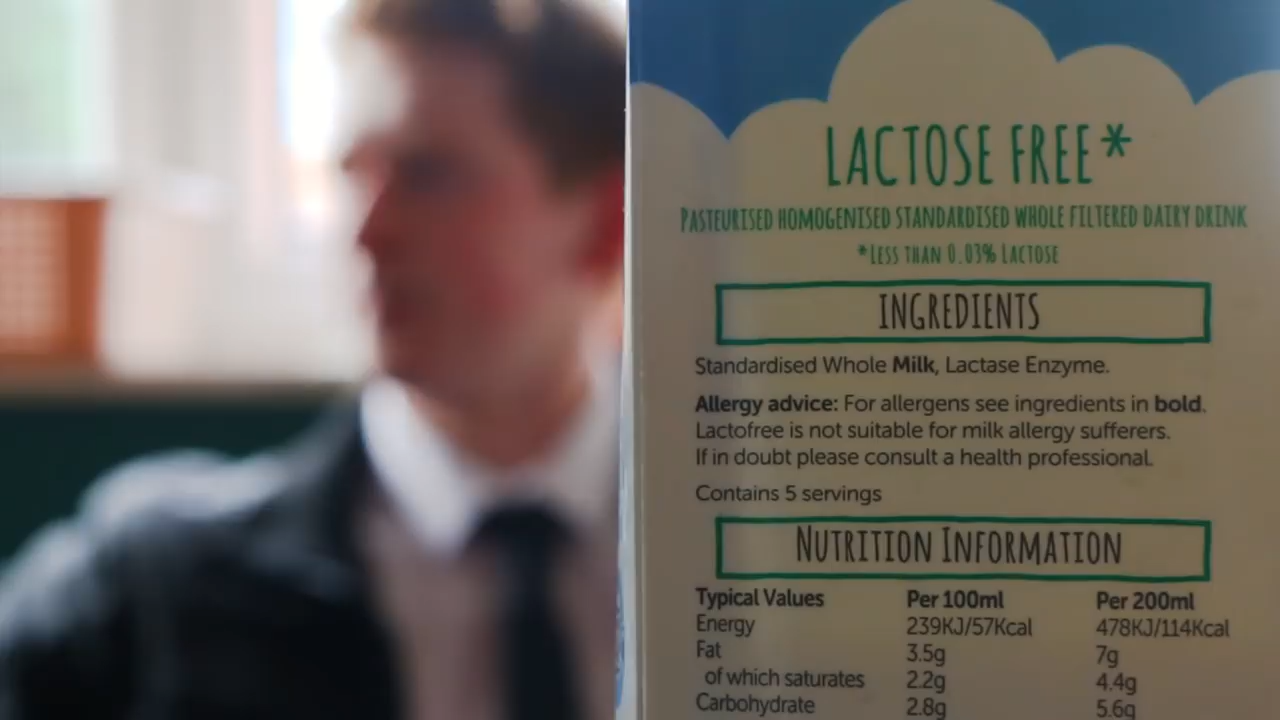 LACTOSE FREE*
PASTEURISED HOMOGENISED STANDARDISED WHOLE FILTERED DAIRY DRINK
*LESS THAN 0.03% LACTOSE
INGREDIENTS
Standardised Whole Milk, Lactase Enzyme.
Allergy advice: For allergens see ingredients in bold.
Lactofree is not suitable for milk allergy sufferers.
If in doubt please consult a health professional.
Contains 5 servings
NUTRITION INFORMATION
Typical Values Per 100ml Per 200ml
Energy 239KJ/57Kcal 478KJ/114Kcal
Fat 3.5g 7g
of which saturates 2.2g 4.4g
Carbohydrate 2.8g 5.6g